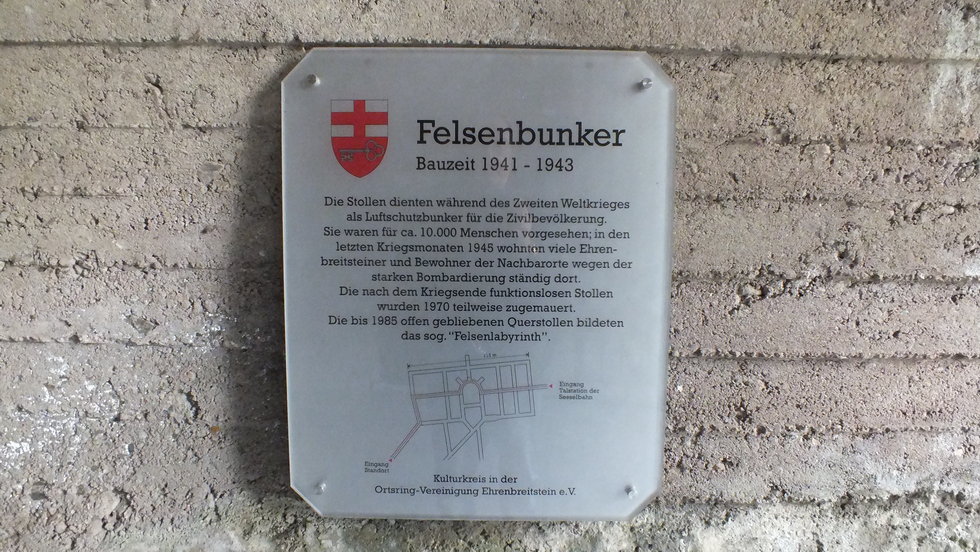 Felsenbunker
Bauzeit 1941 - 1943
Die Stollen dienten während des Zweiten Weltkrieges
als Luftschutzbunker für die Zivilbevölkerung.
Sie waren für ca. 10.000 Menschen vorgesehen; in den
letzten Kriegsmonaten 1945 wohnten viele Ehren-
breitsteiner und Bewohner der Nachbarorte wegen der
starken Bombardierung ständig dort.
Die nach dem Kriegsende funktionslosen Stollen
wurden 1970 teilweise zugemauert.
Die bis 1985 offen gebliebenen Querstollen bildeten
das sog. "Felsenlabyrinth".
Eingang
Talstation der
Sesselbahn
Eingang
Standort
Kulturkreis in der
Ortsring-Vereinigung Ehrenbreitstein e.V.